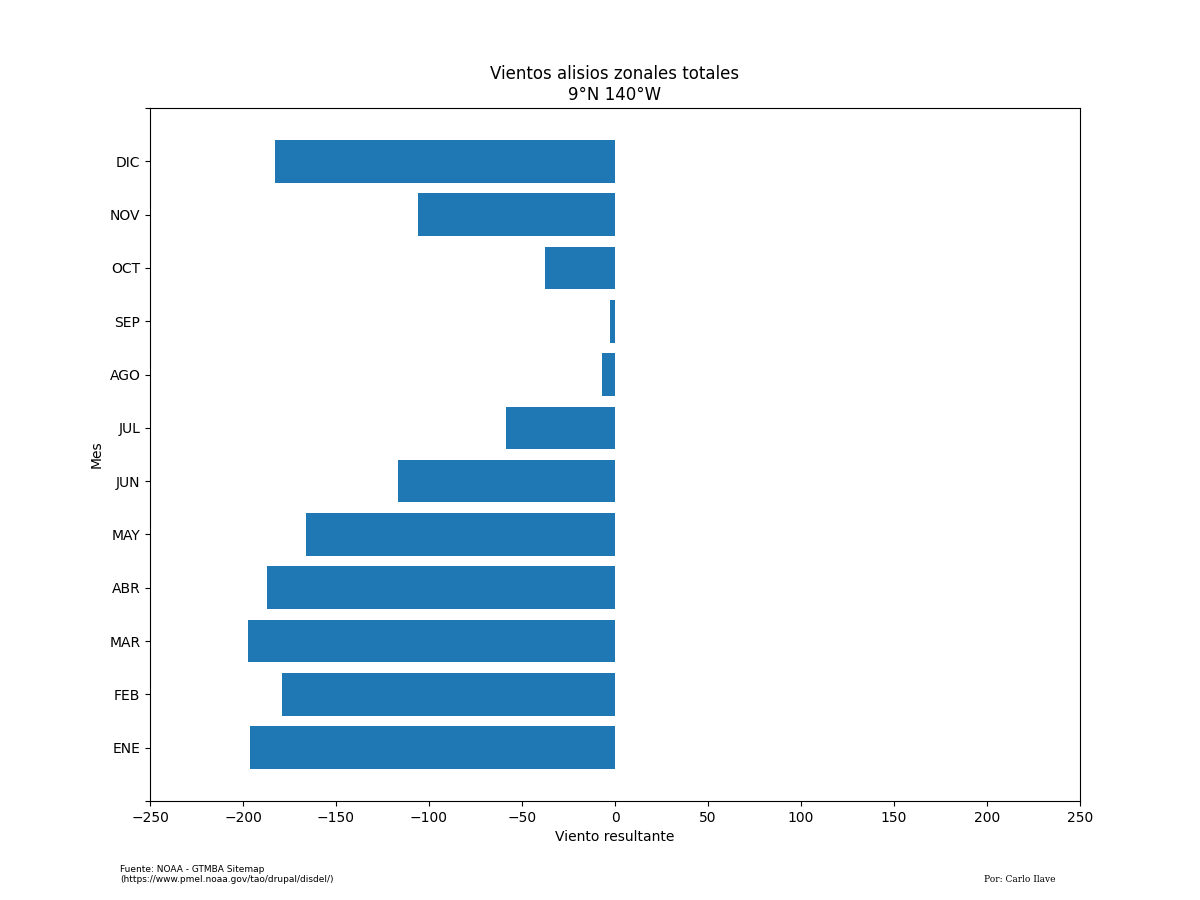 Vientos alisios zonales totales
9°N 140°W
DIC
NOV
OCT
SEP
AGO
JUL
JUN
MAY
ABR
MAR
FEB
ENE
Mes
−250 −200 −150 −100 −50 0 50 100 150 200 250
Viento resultante
Fuente: NOAA - GTMBA Sitemap
(https://www.pmel.noaa.gov/tao/drupal/disdel/)
Por: Carlo Ilave